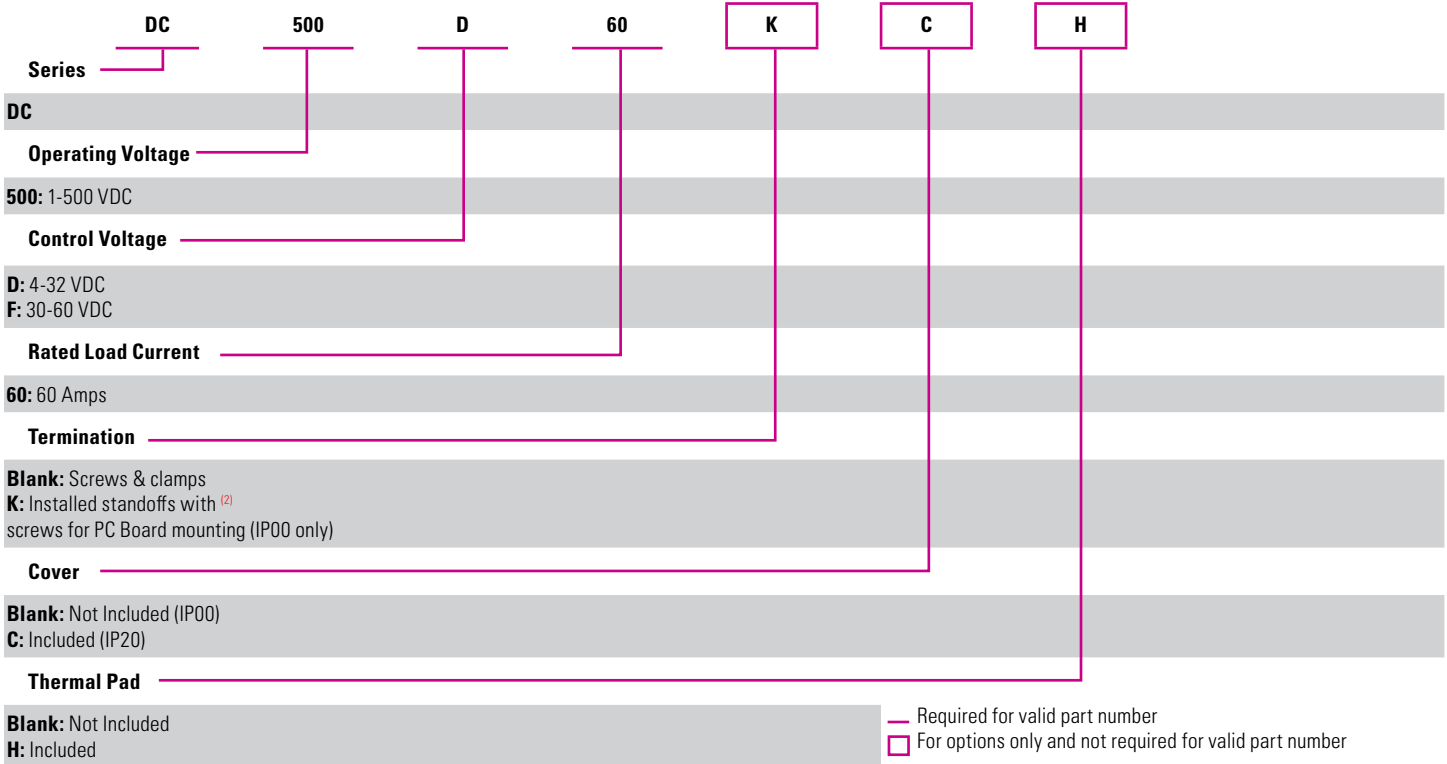 DC 500 D 60 K C H
Series
DC
Operating Voltage
500: 1-500 VDC
Control Voltage
D: 4-32 VDC
F: 30-60 VDC
Rated Load Current
60: 60 Amps
Termination
Blank: Screws & clamps
K: Installed standoffs with (2)
screws for PC Board mounting (IP00 only)
Cover
Blank: Not Included (IP00)
C: Included (IP20)
Thermal Pad
Blank: Not Included
H: Included
Required for valid part number
For options only and not required for valid part number